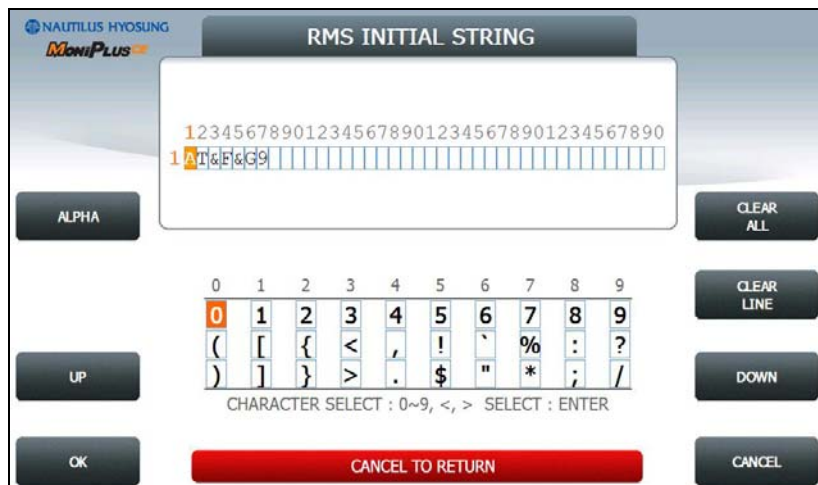 NAUTILUS HYOSUNG
MoniPlusCE
RMS INITIAL STRING
1234567890123456789012345678901234567890
1 AT&F&G9
ALPHA
CLEAR ALL
0 1 2 3 4 5 6 7 8 9
0 1 2 3 4 5 6 7 8 9
( [ { < , ! ` % : ?
) ] } > . $ " * ; /
CLEAR LINE
UP
DOWN
CHARACTER SELECT : 0~9, <, > SELECT : ENTER
OK
CANCEL TO RETURN
CANCEL